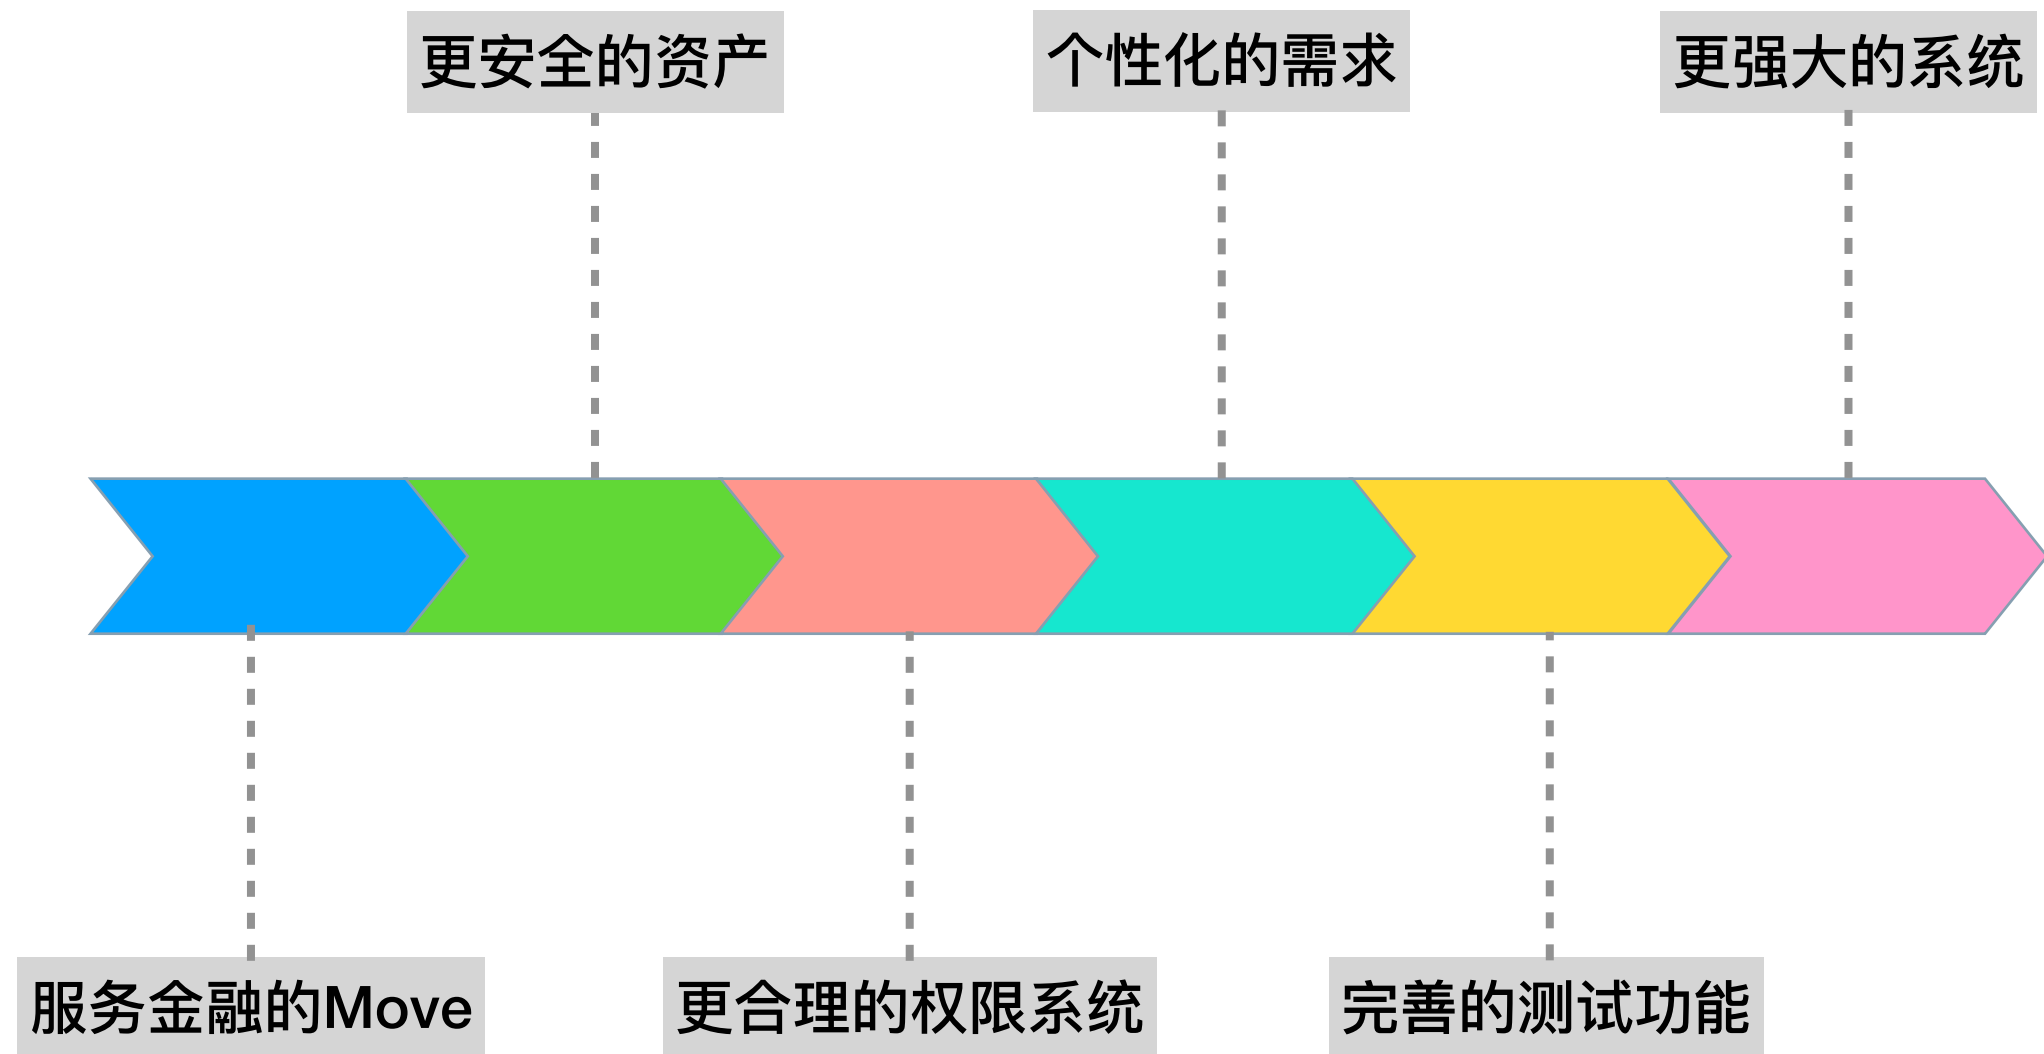 更安全的资产
个性化的需求
更强大的系统
服务金融的Move
更合理的权限系统
完善的测试功能